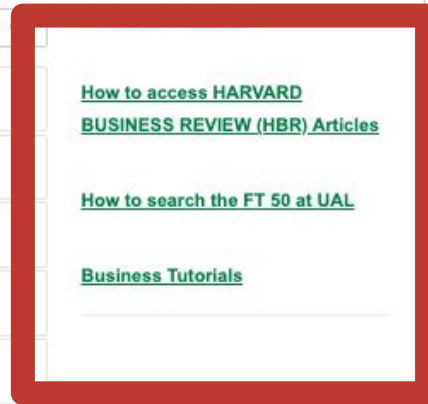 How to access HARVARD
BUSINESS REVIEW (HBR) Articles
How to search the FT 50 at UAL
Business Tutorials